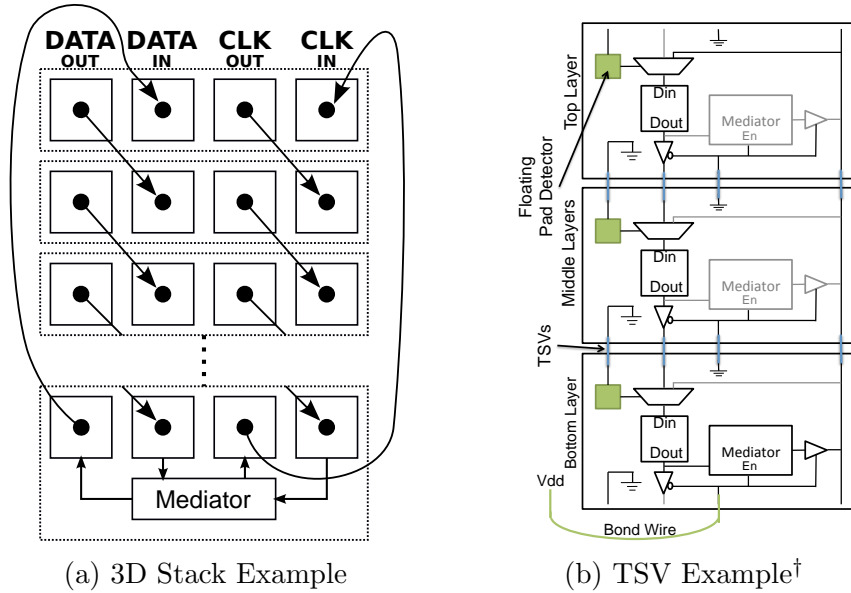 DATA DATA CLK CLK
OUT IN OUT IN
Mediator
(a) 3D Stack Example
Top Layer
Din
Dout
Mediator
En
Floating
Pad Detector
Middle Layers
Din
Dout
Mediator
En
TSVs
Bottom Layer
Din
Dout
Mediator
En
Vdd
Bond Wire
(b) TSV Example†